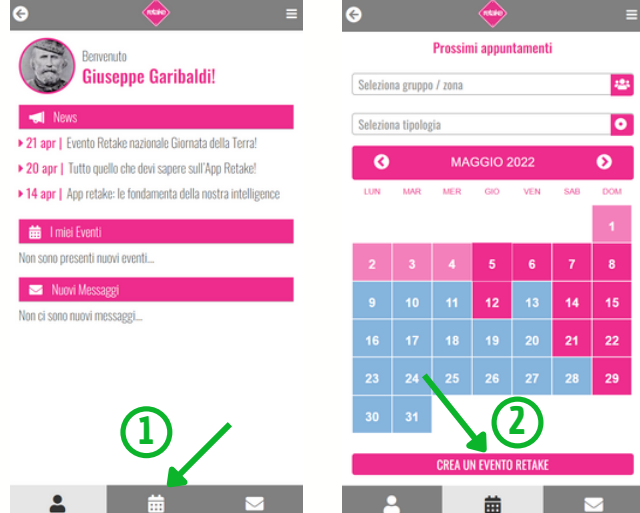 retake
Benvenuto
Giuseppe Garibaldi!
News
21 apr | Evento Retake nazionale Giornata della Terra!
20 apr | Tutto quello che devi sapere sull'App Retake!
14 apr | App retake: le fondamenta della nostra intelligence
I miei Eventi
Non sono presenti nuovi eventi...
Nuovi Messaggi
Non ci sono nuovi messaggi...
1
retake
Prossimi appuntamenti
Seleziona gruppo / zona
Seleziona tipologia
MAGGIO 2022
LUN MAR MER GIO VEN SAB DOM
1
2 3 4 5 6 7 8
9 10 11 12 13 14 15
16 17 18 19 20 21 22
23 24 25 26 27 28 29
30 31
2
CREA UN EVENTO RETAKE